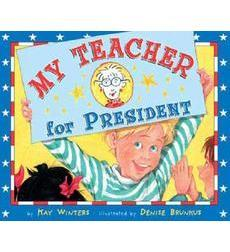 MY TEACHER
for PRESIDENT
by KAY WINTERS illustrated by DENISE BRUNKUS